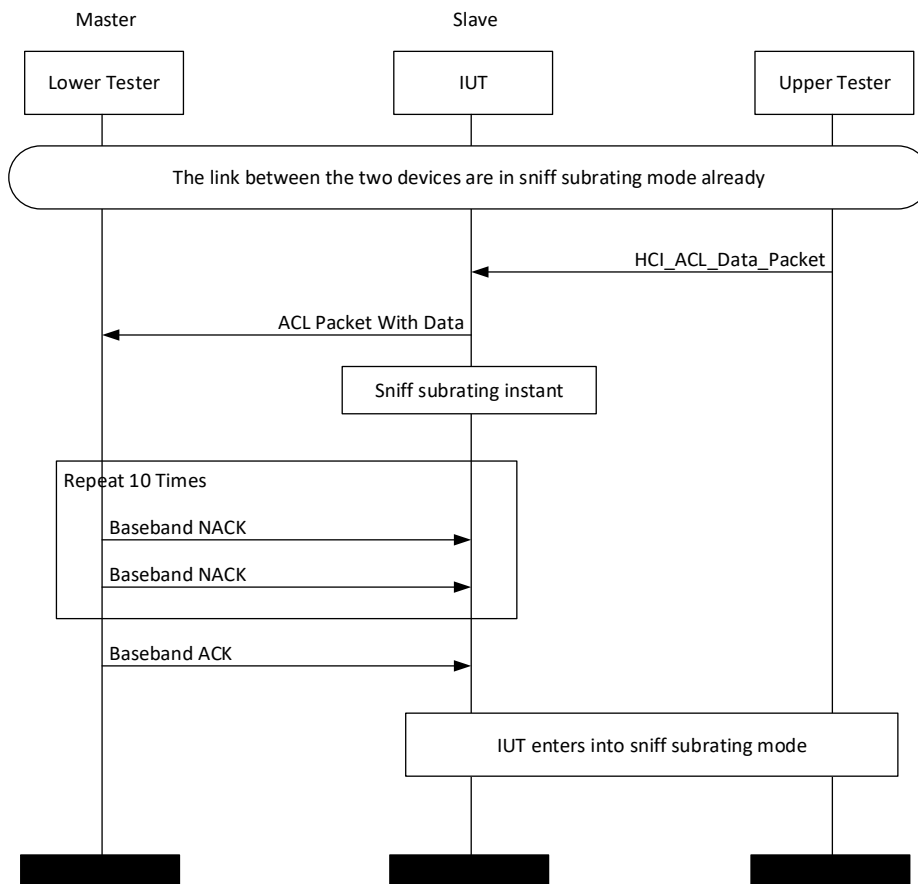 Master
Slave
Lower Tester
IUT
Upper Tester
The link between the two devices are in sniff subrating mode already
HCI_ACL_Data_Packet
ACL Packet With Data
Sniff subrating instant
Repeat 10 Times
Baseband NACK
Baseband NACK
Baseband ACK
IUT enters into sniff subrating mode